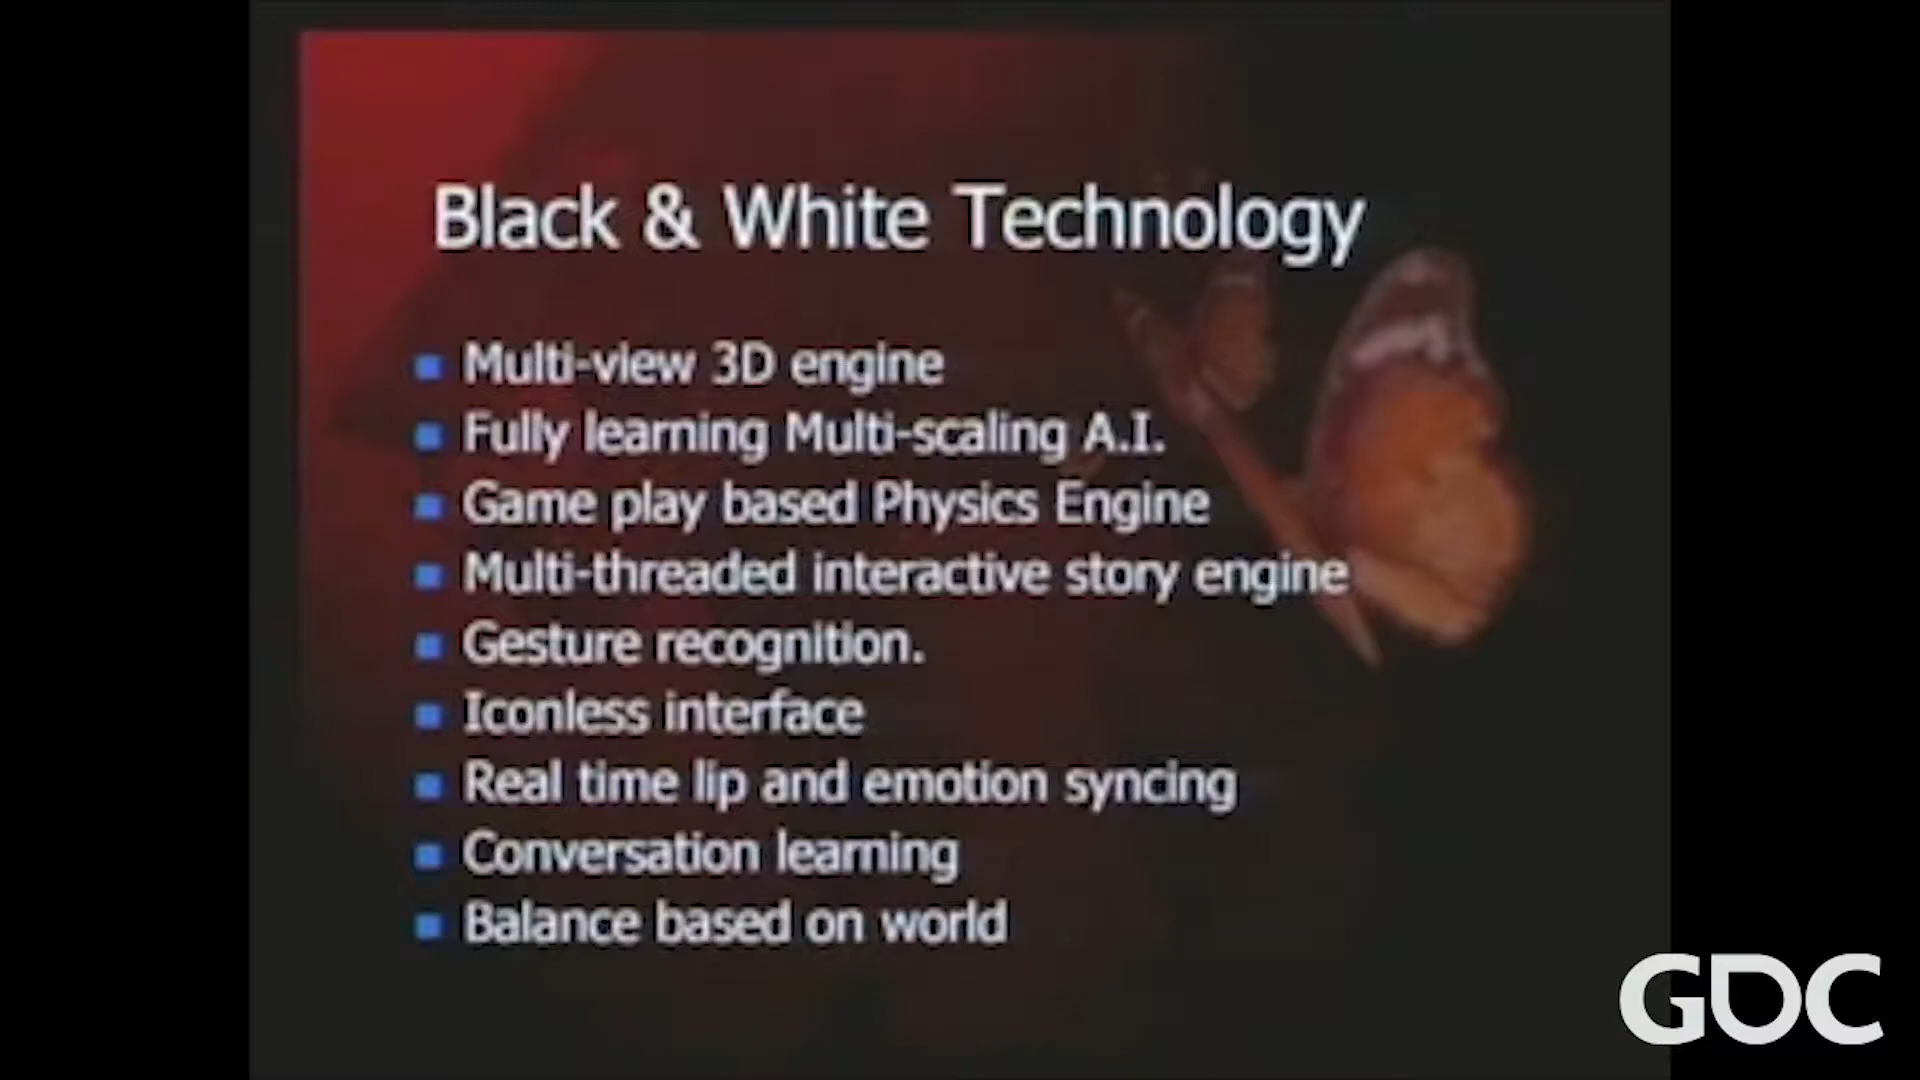 Black & White Technology
Multi-view 3D engine
Fully learning Multi-scaling A.I.
Game play based Physics Engine
Multi-threaded interactive story engine
Gesture recognition.
Iconless interface
Real time lip and emotion syncing
Conversation learning
Balance based on world
GDC